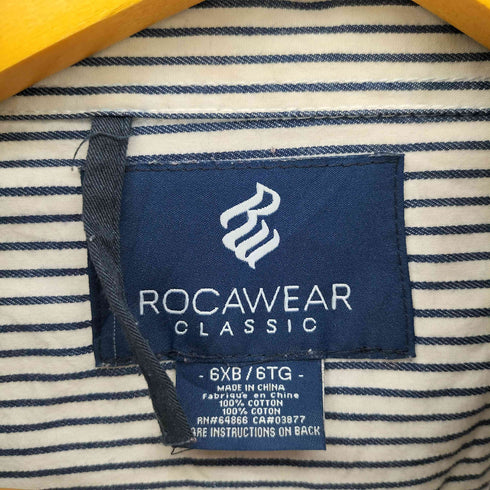 ROCAWEAR
CLASSIC
- 6XB / 6TG -
MADE IN CHINA
Fabriqué en Chine
100% COTTON
100% COTON
RN#64866 CA#03877
ARE INSTRUCTIONS ON BACK